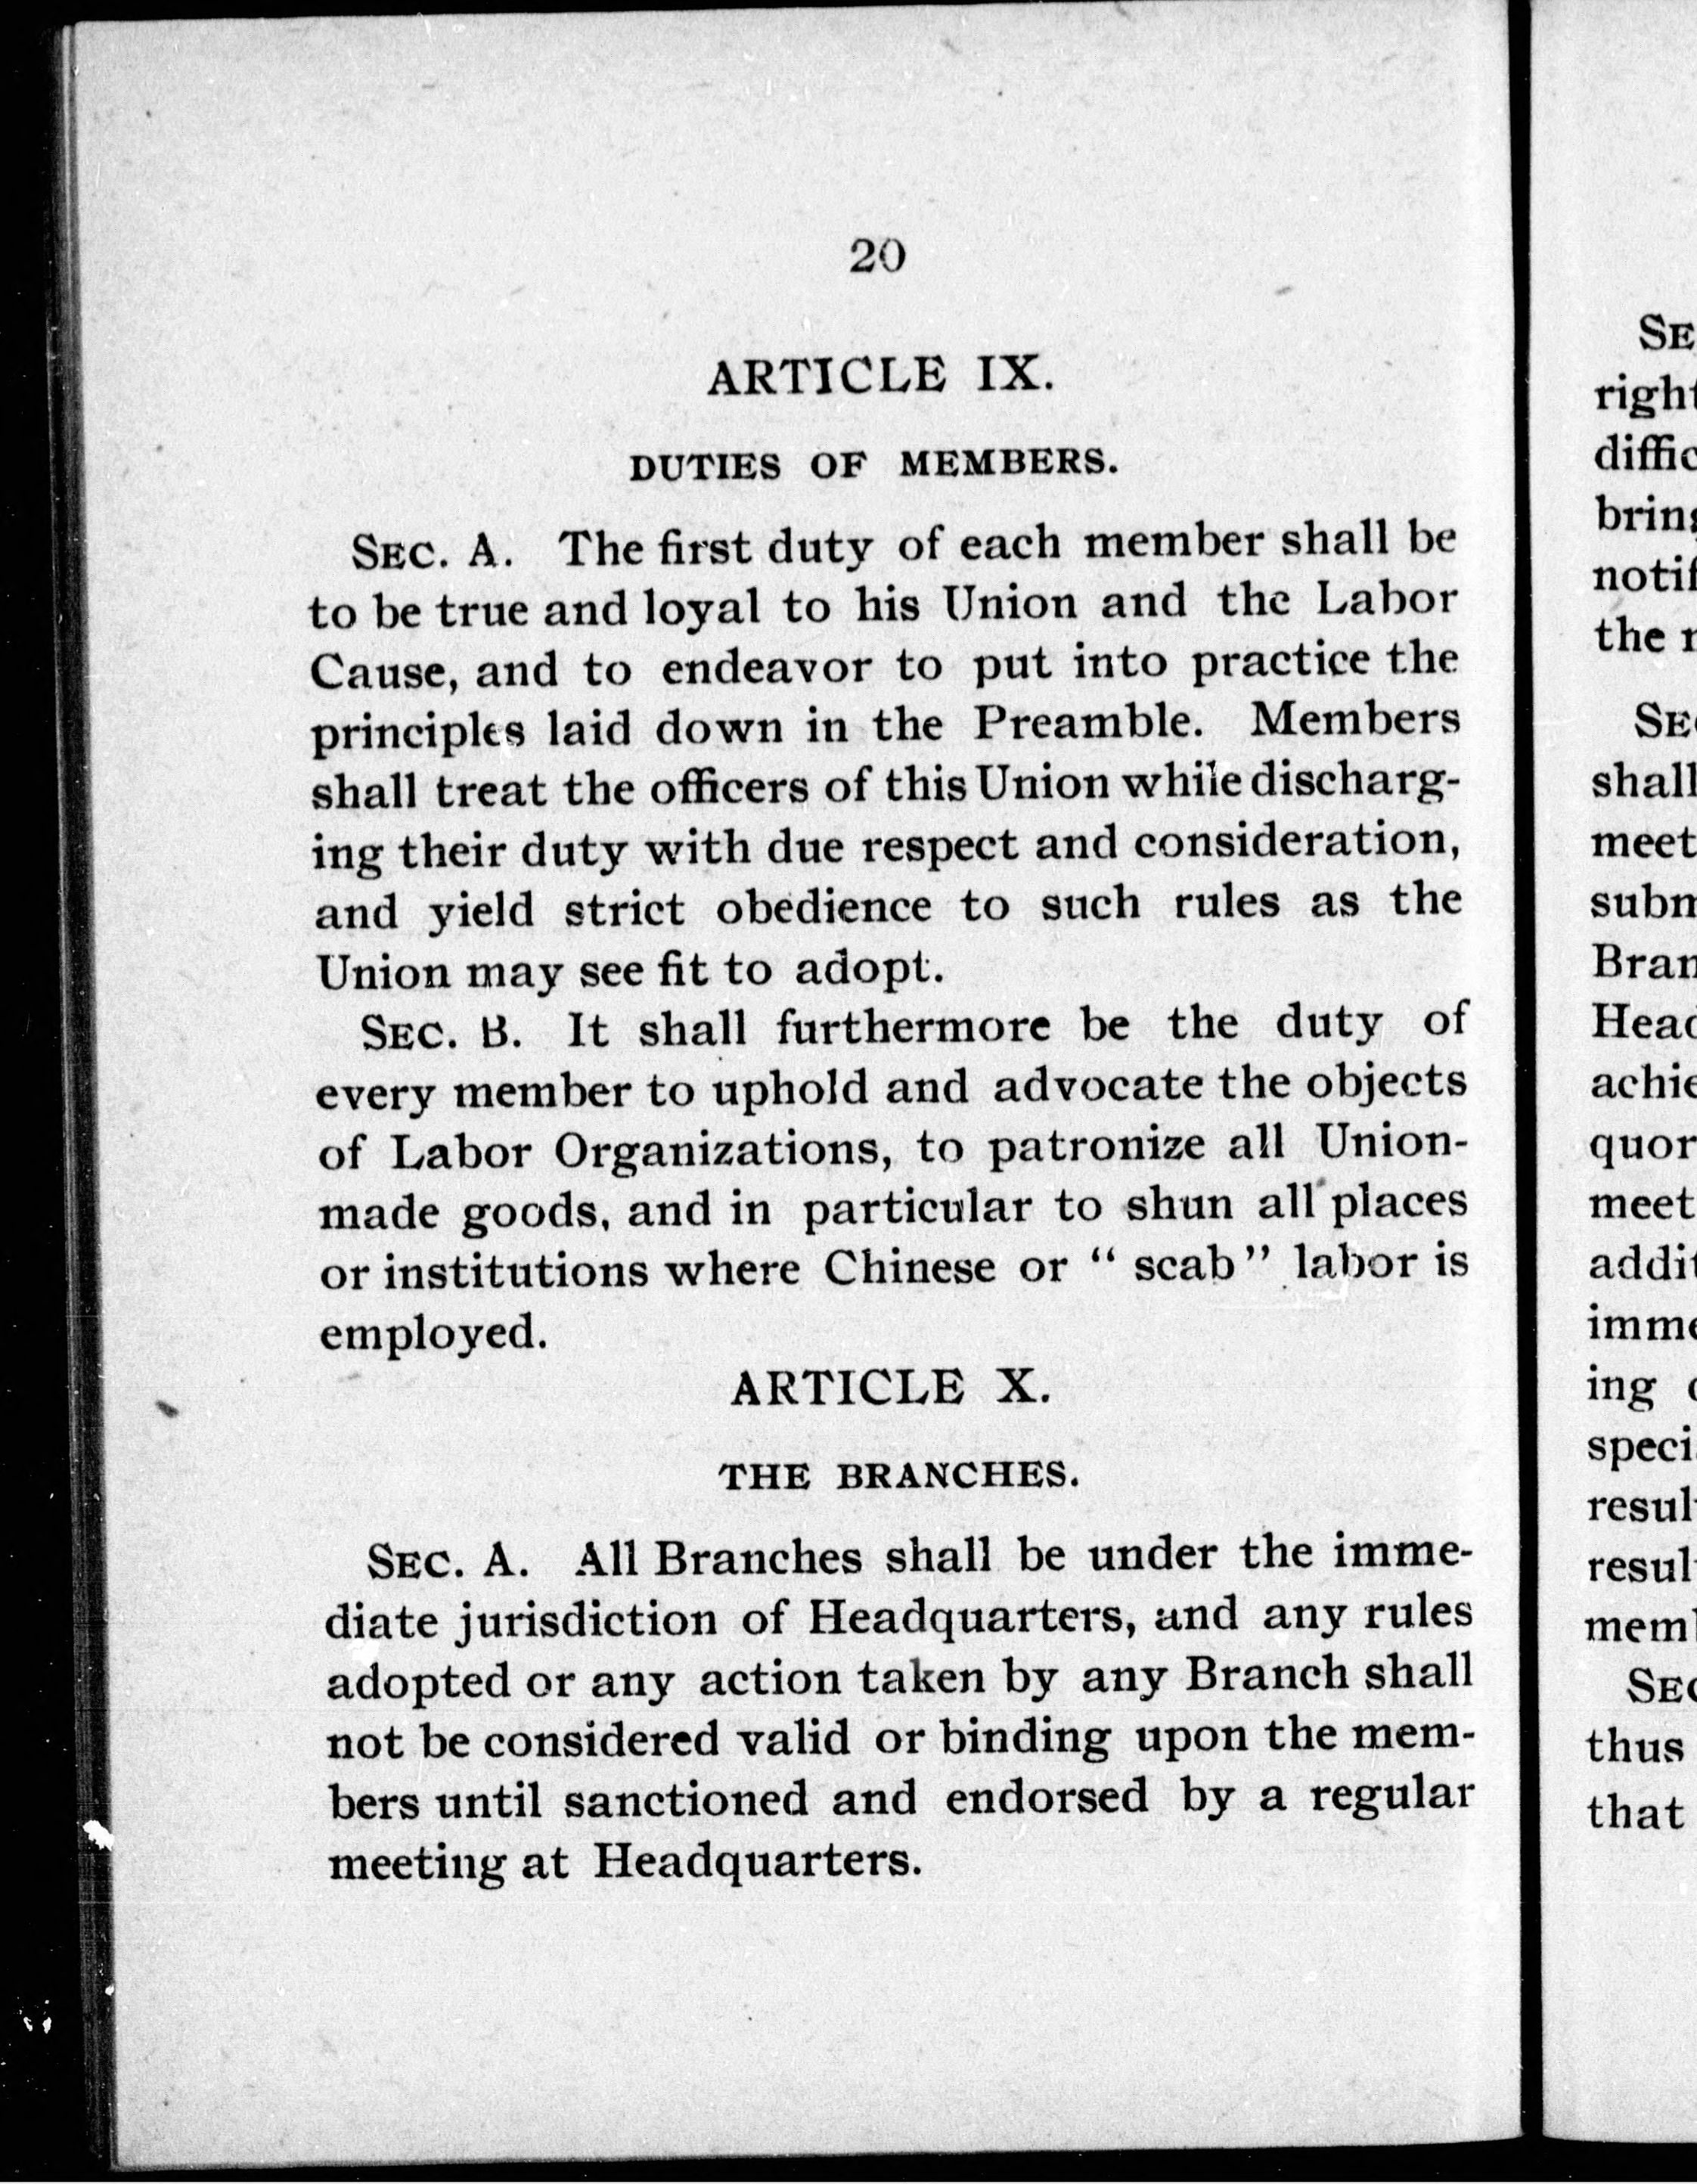 20
ARTICLE IX.
DUTIES OF MEMBERS.
SEC. A. The first duty of each member shall be
to be true and loyal to his Union and the Labor
Cause, and to endeavor to put into practice the
principles laid down in the Preamble. Members
shall treat the officers of this Union while discharg-
ing their duty with due respect and consideration,
and yield strict obedience to such rules as the
Union may see fit to adopt.
SEC. B. It shall furthermore be the duty of
every member to uphold and advocate the objects
of Labor Organizations, to patronize all Union-
made goods, and in particular to shun all places
or institutions where Chinese or " scab" labor is
employed.
ARTICLE X.
THE BRANCHES.
SEC. A. All Branches shall be under the imme-
diate jurisdiction of Headquarters, and any rules
adopted or any action taken by any Branch shall
not be considered valid or binding upon the mem-
bers until sanctioned and endorsed by a regular
meeting at Headquarters.
right
the
shall
meet
meet
ing
thus
that